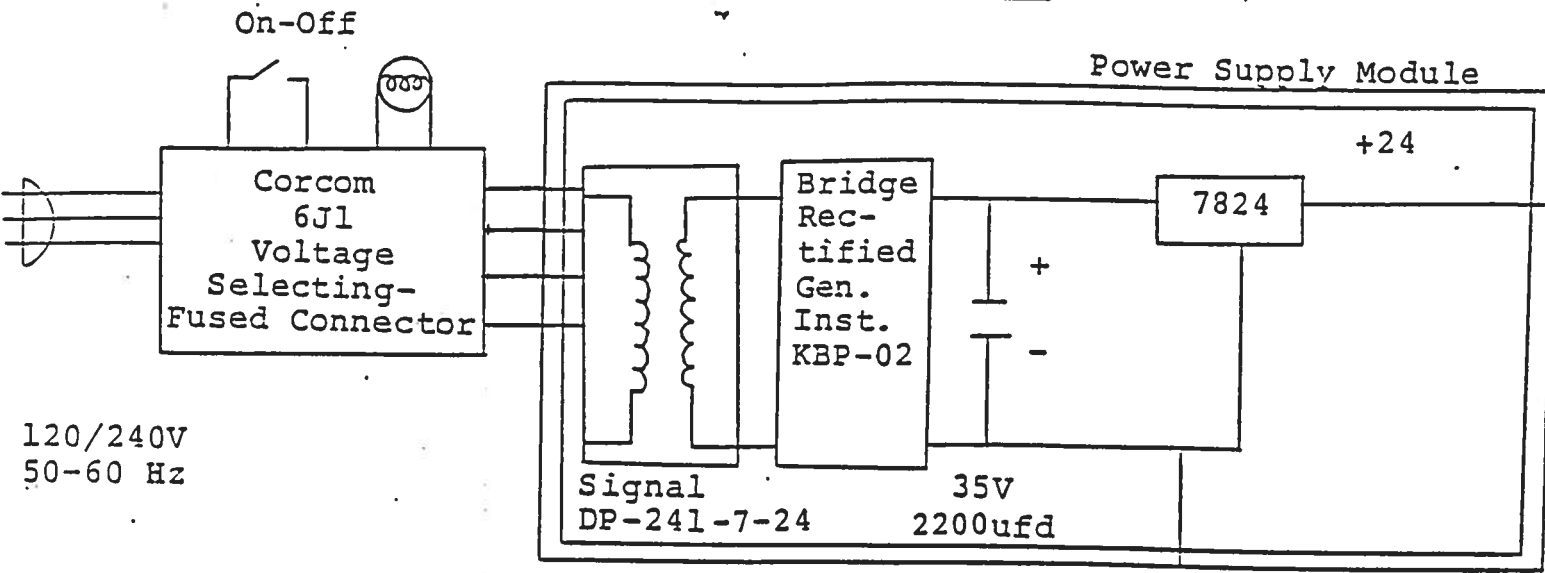 On-Off
Power Supply Module
+24
Corcom
6J1
Voltage
Selecting-
Fused Connector
Bridge
Rec-
tified
Gen.
Inst.
KBP-02
7824
+
-
120/240V
50-60 Hz
Signal
DP-241-7-24
35V
2200ufd